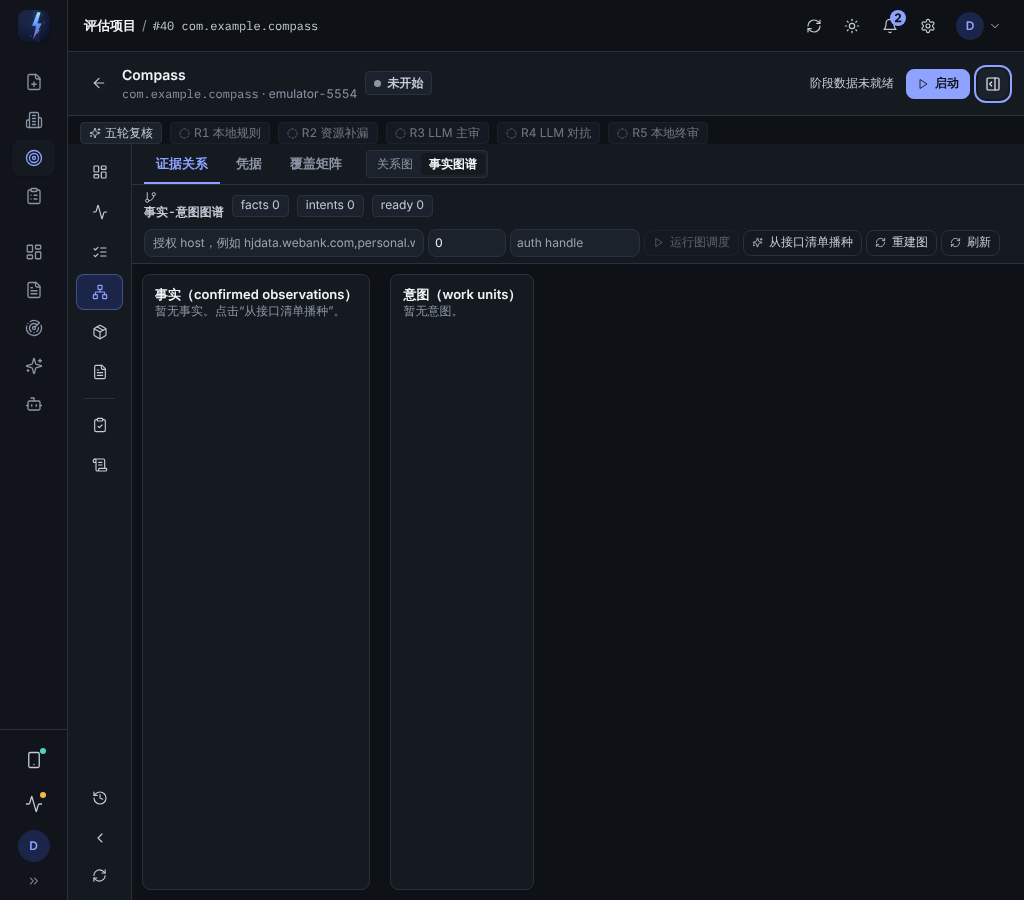 评估项目 / #40 com.example.compass
2
D
Compass
com.example.compass · emulator-5554
未开始
阶段数据未就绪
启动
五轮复核
R1 本地规则
R2 资源补漏
R3 LLM 主审
R4 LLM 对抗
R5 本地终审
证据关系
凭据
覆盖矩阵
关系图
事实图谱
事实-意图图谱
facts 0
intents 0
ready 0
授权 host，例如 hjdata.webank.com,personal.v
0
auth handle
运行图调度
从接口清单播种
重建图
刷新
事实（confirmed observations）
暂无事实。点击“从接口清单播种”。
意图（work units）
暂无意图。
D